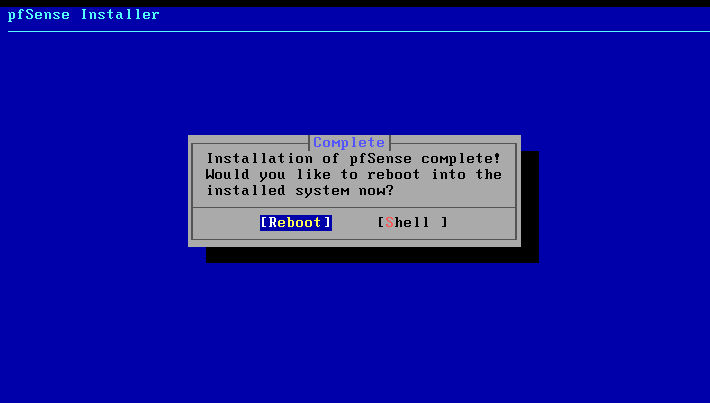 pfSense Installer
Complete
Installation of pfSense complete!
Would you like to reboot into the
installed system now?
[Reboot] [Shell ]